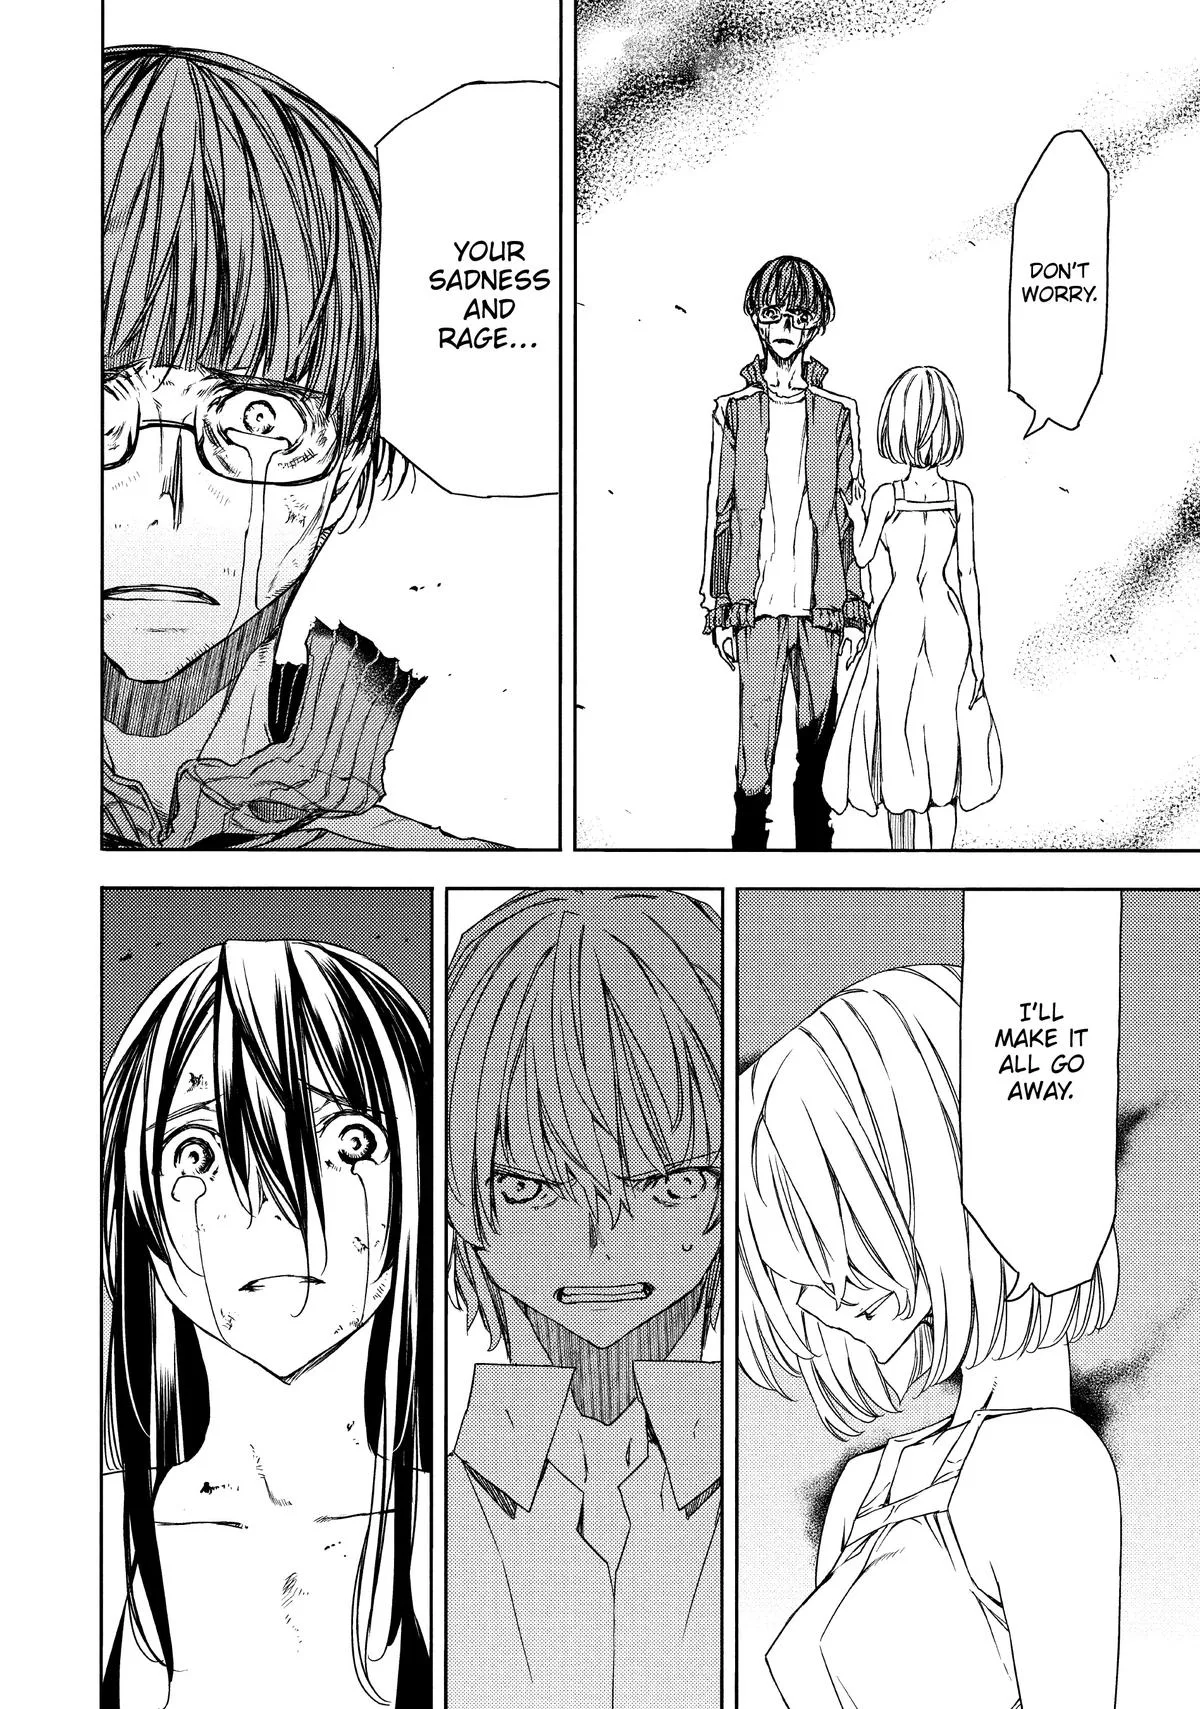 DON'T
WORRY.
YOUR
SADNESS
AND
RAGE...
I'LL
MAKE IT
ALL GO
AWAY.